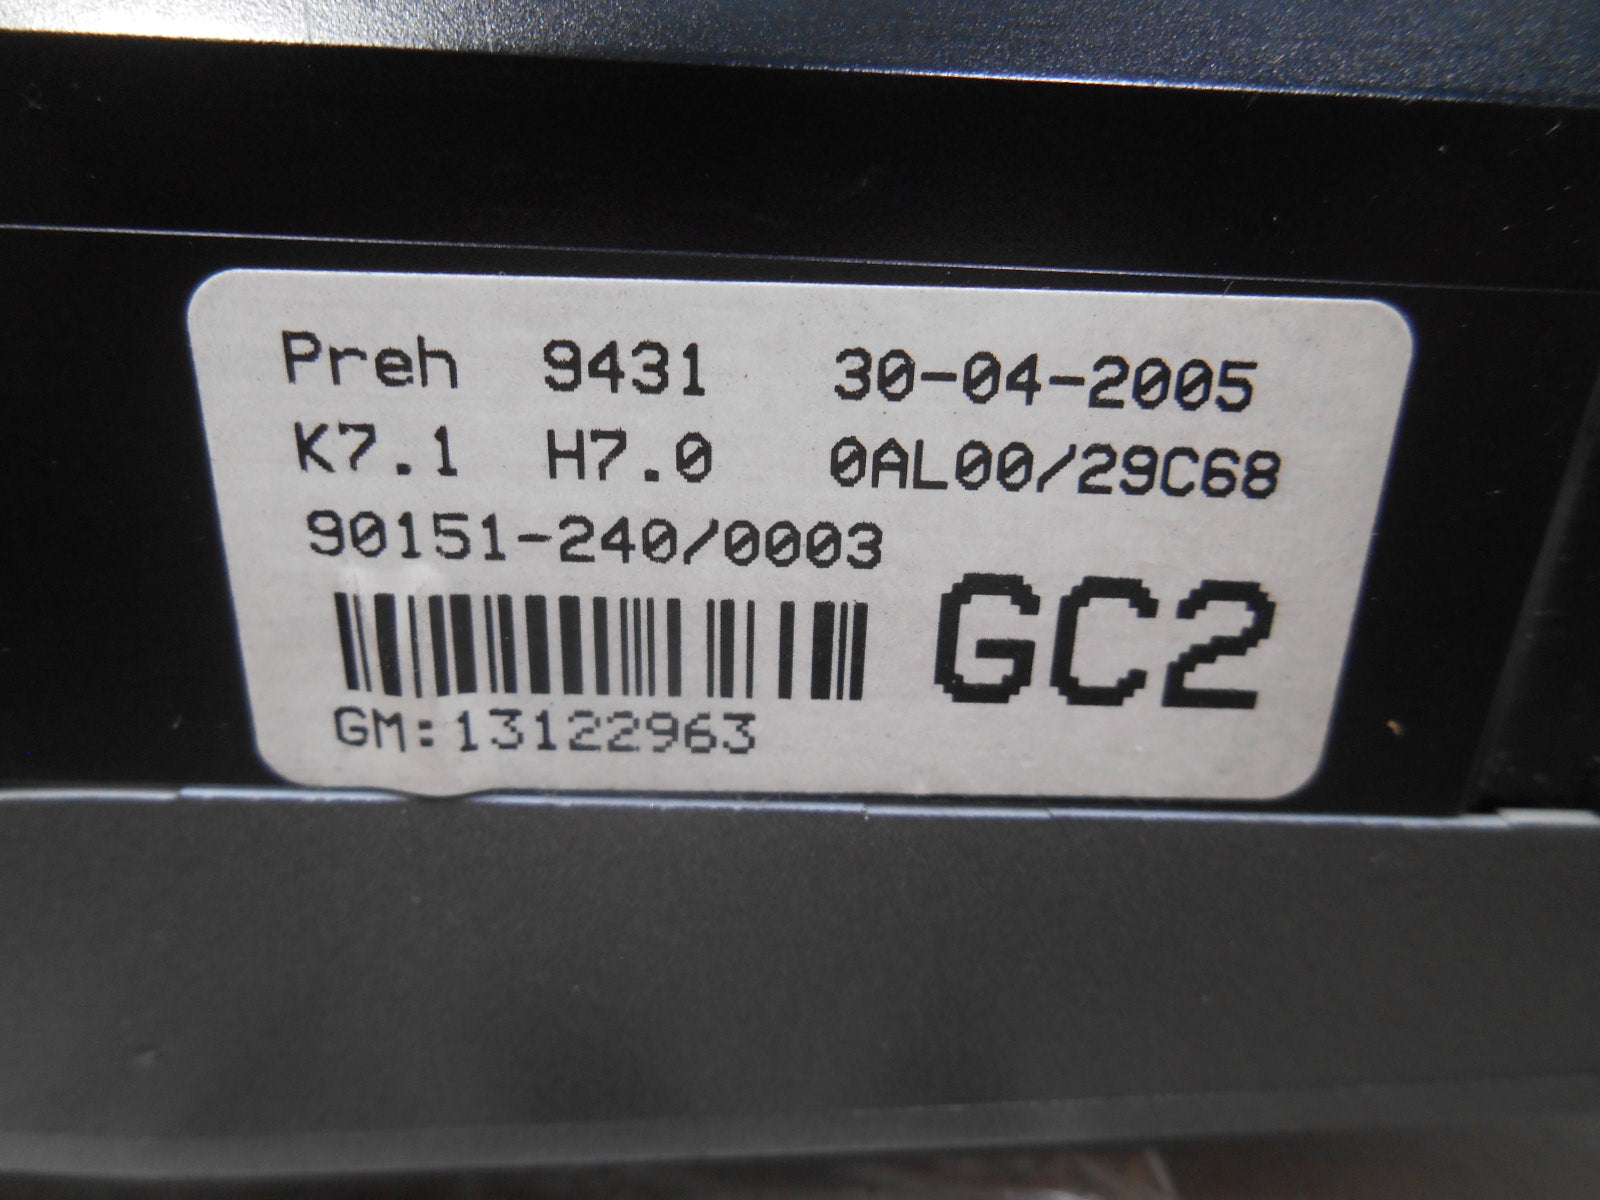 Preh 9431 30-04-2005
K7.1 H7.0 0AL00/29C68
90151-240/0003
GC2
GM:13122963